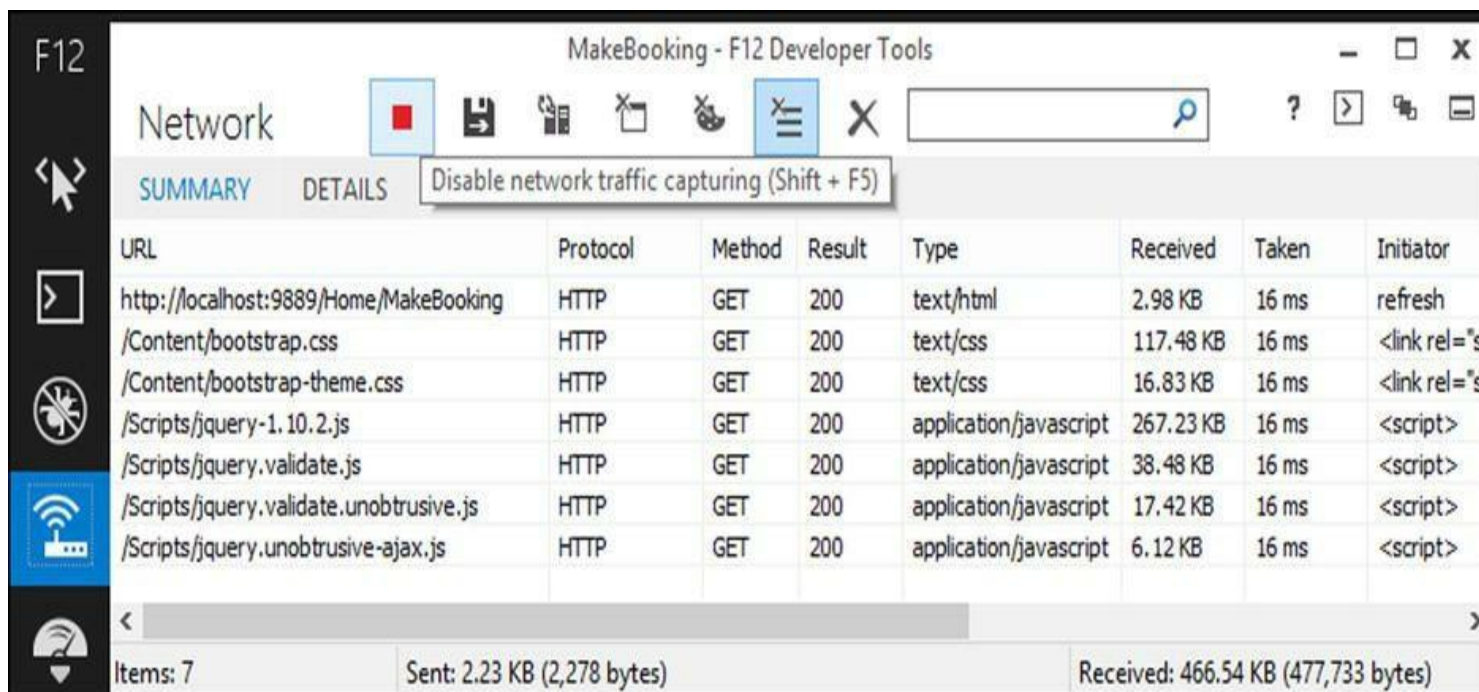 F12
MakeBooking - F12 Developer Tools
Network
?
Disable network traffic capturing (Shift + F5)
SUMMARY DETAILS
URL Protocol Method Result Type Received Taken Initiator
http://localhost:9889/Home/MakeBooking HTTP GET 200 text/html 2.98 KB 16 ms refresh
/Content/bootstrap.css HTTP GET 200 text/css 117.48 KB 16 ms <link rel="s
/Content/bootstrap-theme.css HTTP GET 200 text/css 16.83 KB 16 ms <link rel="s
/Scripts/jquery-1.10.2.js HTTP GET 200 application/javascript 267.23 KB 16 ms <script>
/Scripts/jquery.validate.js HTTP GET 200 application/javascript 38.48 KB 16 ms <script>
/Scripts/jquery.validate.unobtrusive.js HTTP GET 200 application/javascript 17.42 KB 16 ms <script>
/Scripts/jquery.unobtrusive-ajax.js HTTP GET 200 application/javascript 6.12 KB 16 ms <script>
Items: 7 Sent: 2.23 KB (2,278 bytes) Received: 466.54 KB (477,733 bytes)